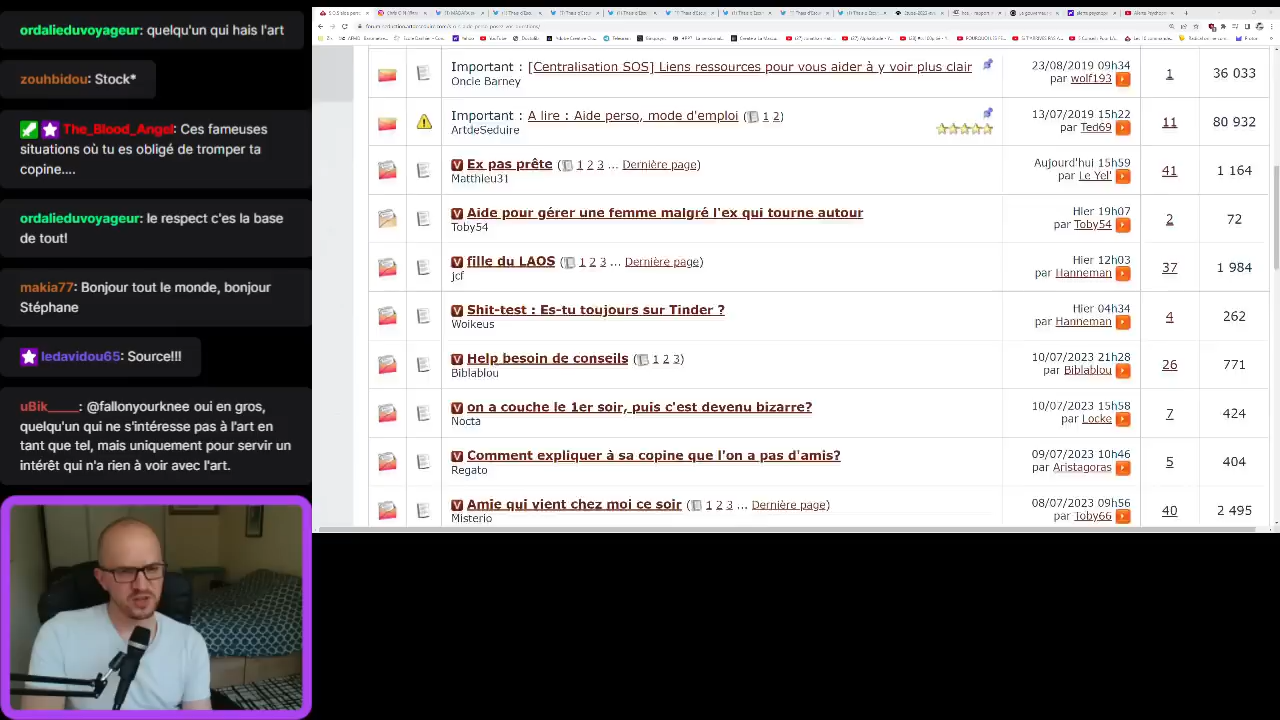 ordalieduvoyageur: quelqu'un qui hais l'art
zouhbidou: Stock*
The_Blood_Angel: Ces fameuses
situations où tu es obligé de tromper ta
copine....
ordalieduvoyageur: le respect c'es la base
de tout!
makia77: Bonjour tout le monde, bonjour
Stéphane
ledavidou65: Source!!!
uBik____: @fallonyourknee oui en gros,
quelqu'un qui ne s'intéresse pas à l'art en
tant que tel, mais uniquement pour servir un
intérêt qui n'a rien à voir avec l'art.
Important : [Centralisation SOS] Liens ressources pour vous aider à y voir plus clair
Oncle Barney
23/08/2019 09h34
par wolf193
1
36 033
Important : A lire : Aide perso, mode d'emploi ( 1 2)
ArtdeSeduire
13/07/2019 15h22
par Ted69
11
80 932
V Ex pas prête ( 1 2 3 ... Dernière page)
Matthieu31
Aujourd'hui 15h59
par Le Yel'
41
1 164
V Aide pour gérer une femme malgré l'ex qui tourne autour
Toby54
Hier 19h07
par Toby54
2
72
V fille du LAOS ( 1 2 3 ... Dernière page)
jcf
Hier 12h03
par Hanneman
37
1 984
V Shit-test : Es-tu toujours sur Tinder ?
Woikeus
Hier 04h34
par Hanneman
4
262
V Help besoin de conseils ( 1 2 3)
Biblablou
10/07/2023 21h28
par Biblablou
26
771
V on a couche le 1er soir, puis c'est devenu bizarre?
Nocta
10/07/2023 15h58
par Locke
7
424
V Comment expliquer à sa copine que l'on a pas d'amis?
Regato
09/07/2023 10h46
par Aristagoras
5
404
V Amie qui vient chez moi ce soir ( 1 2 3 ... Dernière page)
Misterio
08/07/2023 09h56
par Toby66
40
2 495